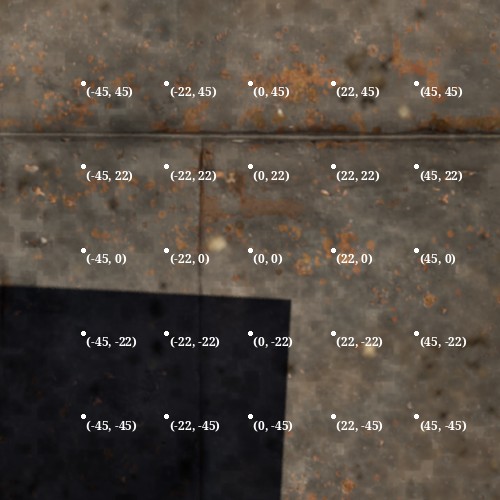 (-45, 45) (-22, 45) (0, 45) (22, 45) (45, 45)
(-45, 22) (-22, 22) (0, 22) (22, 22) (45, 22)
(-45, 0) (-22, 0) (0, 0) (22, 0) (45, 0)
(-45, -22) (-22, -22) (0, -22) (22, -22) (45, -22)
(-45, -45) (-22, -45) (0, -45) (22, -45) (45, -45)